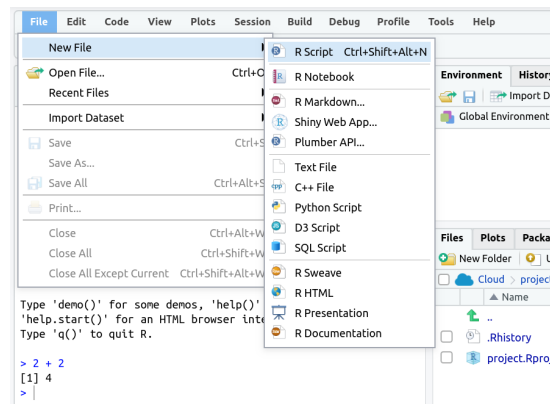 File Edit Code View Plots Session Build Debug Profile Tools Help
New File
Open File... Ctrl+O
Recent Files
Import Dataset
Save Ctrl+S
Save As...
Save All Ctrl+Alt+S
Print...
Close Ctrl+Alt+W
Close All Ctrl+Shift+W
Close All Except Current Ctrl+Shift+Alt+W
R Script Ctrl+Shift+Alt+N
R Notebook
R Markdown...
Shiny Web App...
Plumber API...
Text File
C++ File
Python Script
D3 Script
SQL Script
R Sweave
R HTML
R Presentation
R Documentation
Environment History
Import D
Global Environment
Files Plots Packa
New Folder U
Cloud > project
Name
..
.Rhistory
project.Rproj
Type 'demo()' for some demos, 'help()'
'help.start()' for an HTML browser inte
Type 'q()' to quit R.
> 2 + 2
[1] 4
>